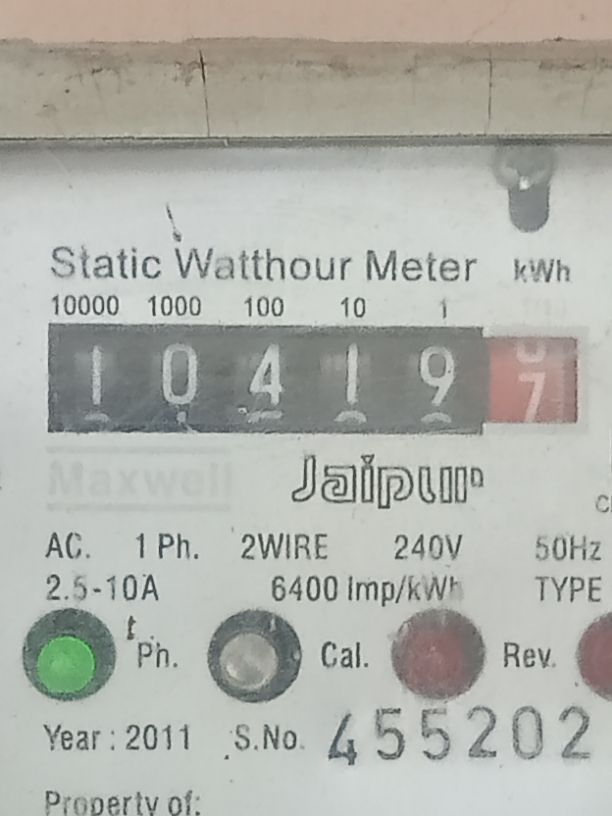 Static Watthour Meter kWh
10000 1000 100 10 1 1/10
1 0 4 1 9 7
Maxwell
Jaipur
AC. 1 Ph. 2WIRE 240V 50Hz
2.5-10A 6400 Imp/kWh TYPE
Ph. Cal. Rev.
Year : 2011 S.No. 455202
Property of: